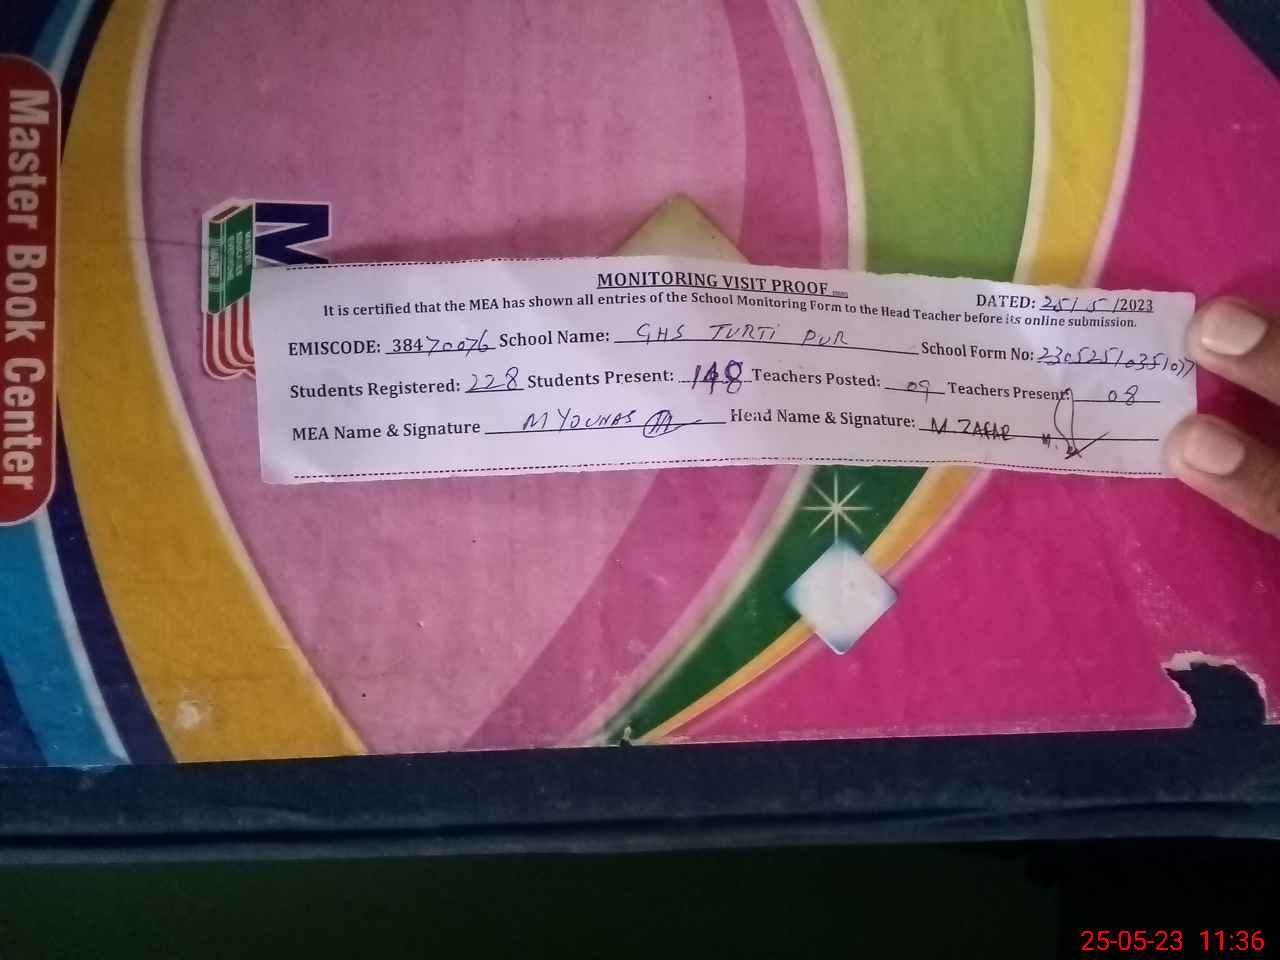 MONITORING VISIT PROOF
DATED: 25/5/2023
It is certified that the MEA has shown all entries of the School Monitoring Form to the Head Teacher before its online submission.
EMISCODE: 38470076 School Name: GHS TURTI PUR School Form No: 23052510351077
Students Registered: 228 Students Present: 148 Teachers Posted: 09 Teachers Present: 08
MEA Name & Signature M YOUNAS Head Name & Signature: M. ZAFAR
Master Book Center
M
25-05-23 11:36